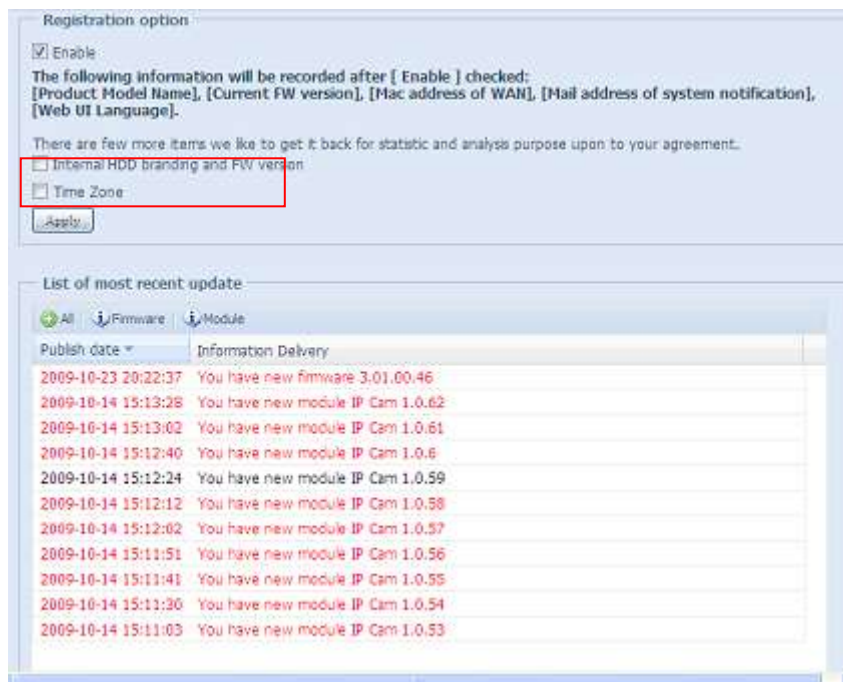 Registration option
Enable
The following information will be recorded after [ Enable ] checked:
[Product Model Name], [Current FW version], [Mac address of WAN], [Mail address of system notification],
[Web UI Language].
There are few more items we like to get it back for statistic and analysis purpose upon to your agreement.
Internal HDD branding and FW version
Time Zone
Apply
List of most recent update
All Firmware Module
Publish date Information Delivery
2009-10-23 20:22:37 You have new firmware 3.01.00.46
2009-10-14 15:13:28 You have new module IP Cam 1.0.62
2009-10-14 15:13:02 You have new module IP Cam 1.0.61
2009-10-14 15:12:40 You have new module IP Cam 1.0.6
2009-10-14 15:12:24 You have new module IP Cam 1.0.59
2009-10-14 15:12:12 You have new module IP Cam 1.0.58
2009-10-14 15:12:02 You have new module IP Cam 1.0.57
2009-10-14 15:11:51 You have new module IP Cam 1.0.56
2009-10-14 15:11:41 You have new module IP Cam 1.0.55
2009-10-14 15:11:30 You have new module IP Cam 1.0.54
2009-10-14 15:11:03 You have new module IP Cam 1.0.53